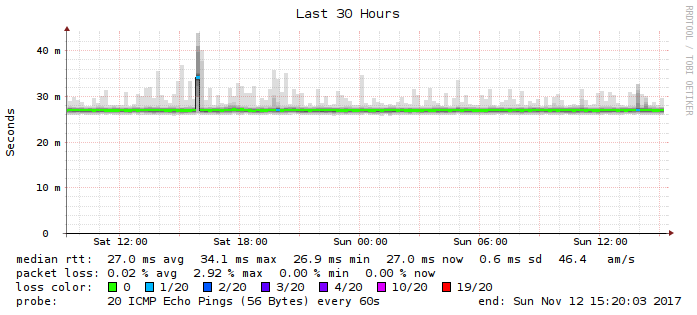 Last 30 Hours
RRDTOOL / TOBI OETIKER
Seconds
40 m
30 m
20 m
10 m
0
Sat 12:00 Sat 18:00 Sun 00:00 Sun 06:00 Sun 12:00
median rtt: 27.0 ms avg 34.1 ms max 26.9 ms min 27.0 ms now 0.6 ms sd 46.4 am/s
packet loss: 0.02 % avg 2.92 % max 0.00 % min 0.00 % now
loss color: 0 1/20 2/20 3/20 4/20 10/20 19/20
probe: 20 ICMP Echo Pings (56 Bytes) every 60s end: Sun Nov 12 15:20:03 2017